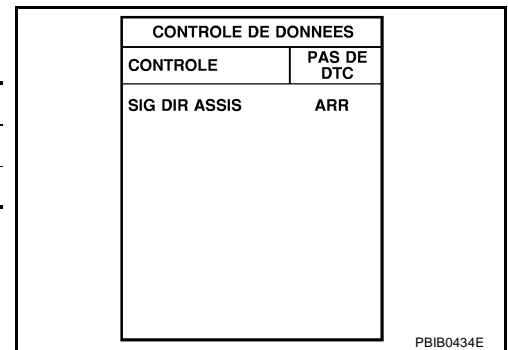 CONTROLE DE DONNEES
CONTROLE PAS DE DTC
SIG DIR ASSIS ARR
PBIB0434E